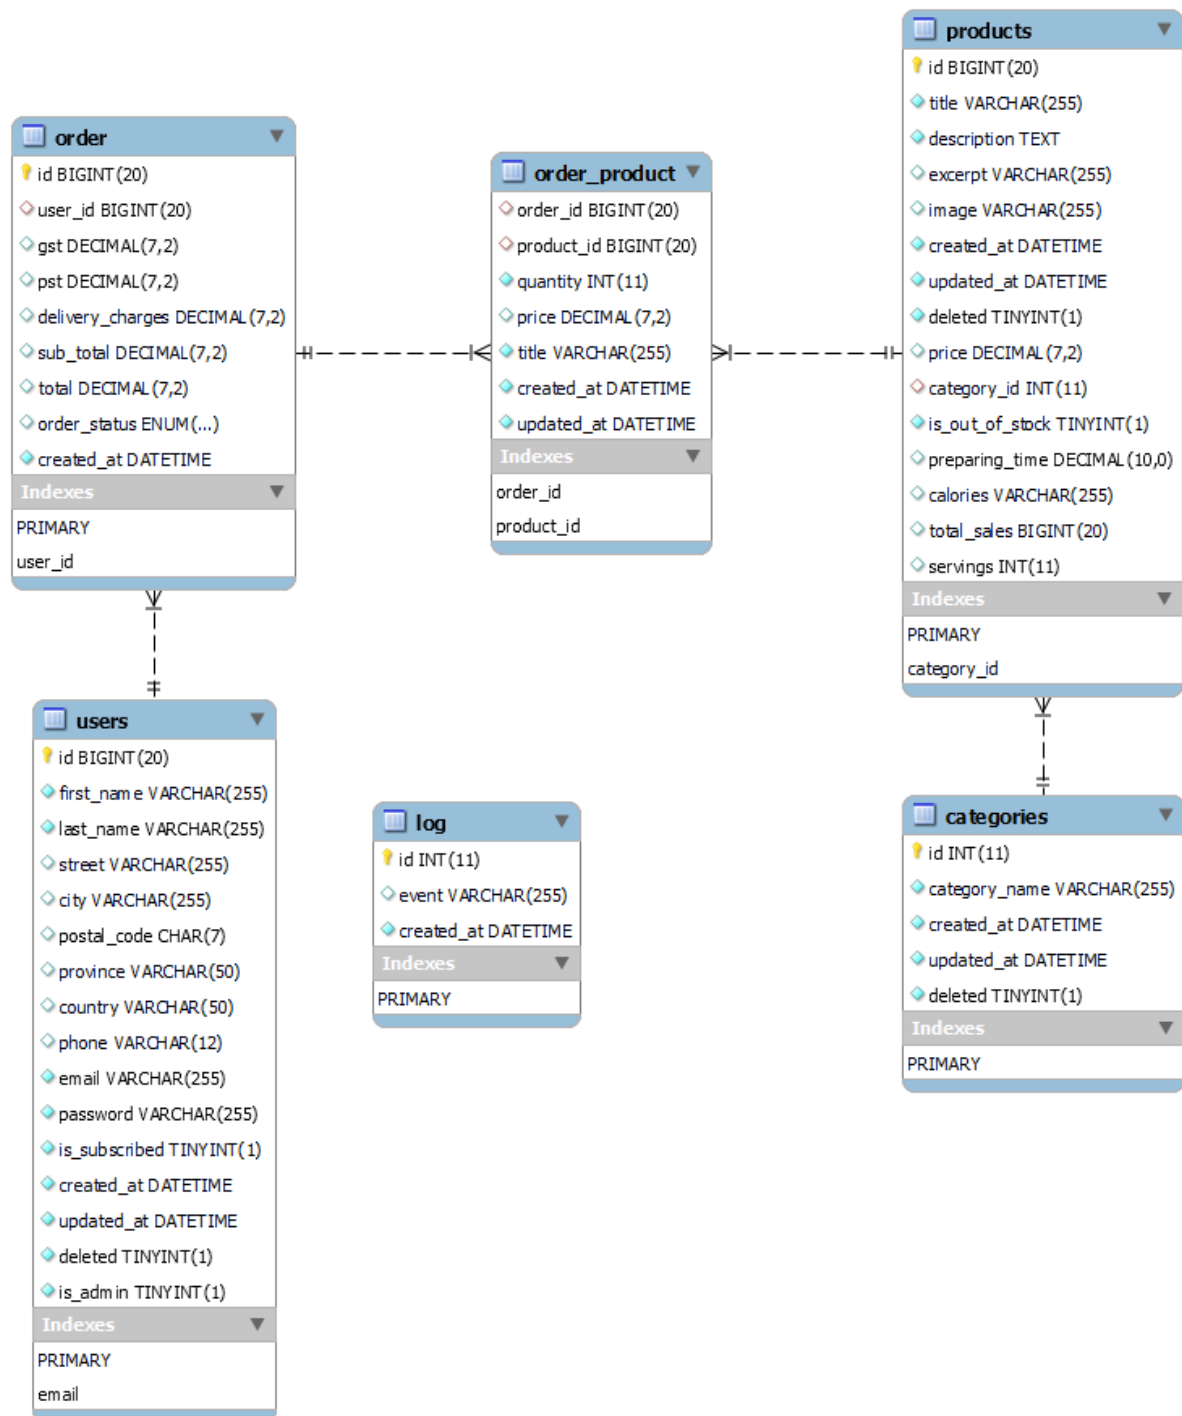 order
id BIGINT(20)
user_id BIGINT(20)
gst DECIMAL(7,2)
pst DECIMAL(7,2)
delivery_charges DECIMAL(7,2)
sub_total DECIMAL(7,2)
total DECIMAL(7,2)
order_status ENUM(...)
created_at DATETIME
Indexes
PRIMARY
user_id
order_product
order_id BIGINT(20)
product_id BIGINT(20)
quantity INT(11)
price DECIMAL(7,2)
title VARCHAR(255)
created_at DATETIME
updated_at DATETIME
Indexes
order_id
product_id
products
id BIGINT(20)
title VARCHAR(255)
description TEXT
excerpt VARCHAR(255)
image VARCHAR(255)
created_at DATETIME
updated_at DATETIME
deleted TINYINT(1)
price DECIMAL(7,2)
category_id INT(11)
is_out_of_stock TINYINT(1)
preparing_time DECIMAL(10,0)
calories VARCHAR(255)
total_sales BIGINT(20)
servings INT(11)
Indexes
PRIMARY
category_id
users
id BIGINT(20)
first_name VARCHAR(255)
last_name VARCHAR(255)
street VARCHAR(255)
city VARCHAR(255)
postal_code CHAR(7)
province VARCHAR(50)
country VARCHAR(50)
phone VARCHAR(12)
email VARCHAR(255)
password VARCHAR(255)
is_subscribed TINYINT(1)
created_at DATETIME
updated_at DATETIME
deleted TINYINT(1)
is_admin TINYINT(1)
Indexes
PRIMARY
email
log
id INT(11)
event VARCHAR(255)
created_at DATETIME
Indexes
PRIMARY
categories
id INT(11)
category_name VARCHAR(255)
created_at DATETIME
updated_at DATETIME
deleted TINYINT(1)
Indexes
PRIMARY